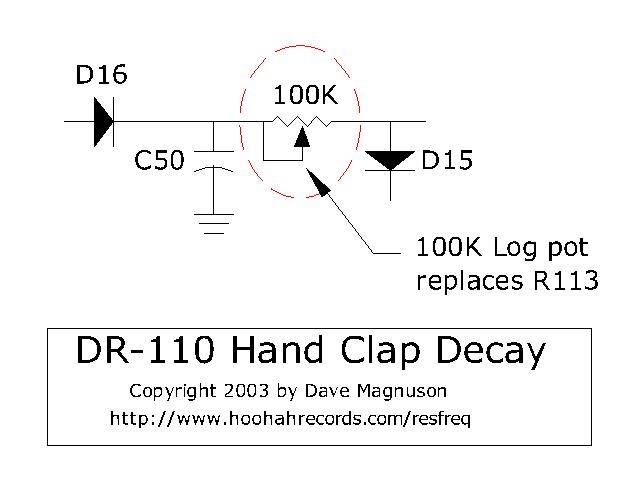 D16
100K
C50
D15
100K Log pot
replaces R113
DR-110 Hand Clap Decay
Copyright 2003 by Dave Magnuson
http://www.hoohahrecords.com/resfreq